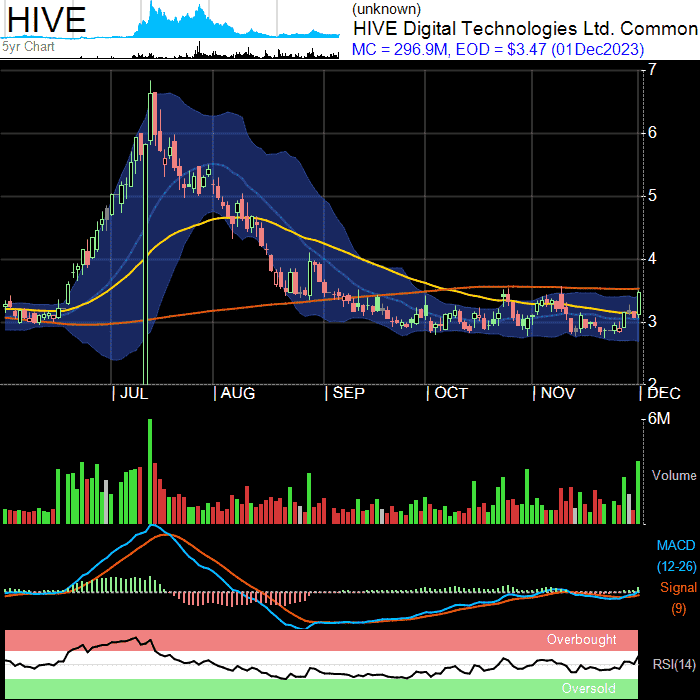 HIVE
5yr Chart
(unknown)
HIVE Digital Technologies Ltd. Common
MC = 296.9M, EOD = $3.47 (01Dec2023)
7
6
5
4
3
2
JUL AUG SEP OCT NOV DEC
6M
Volume
MACD
(12-26)
Signal
(9)
Overbought
RSI(14)
Oversold